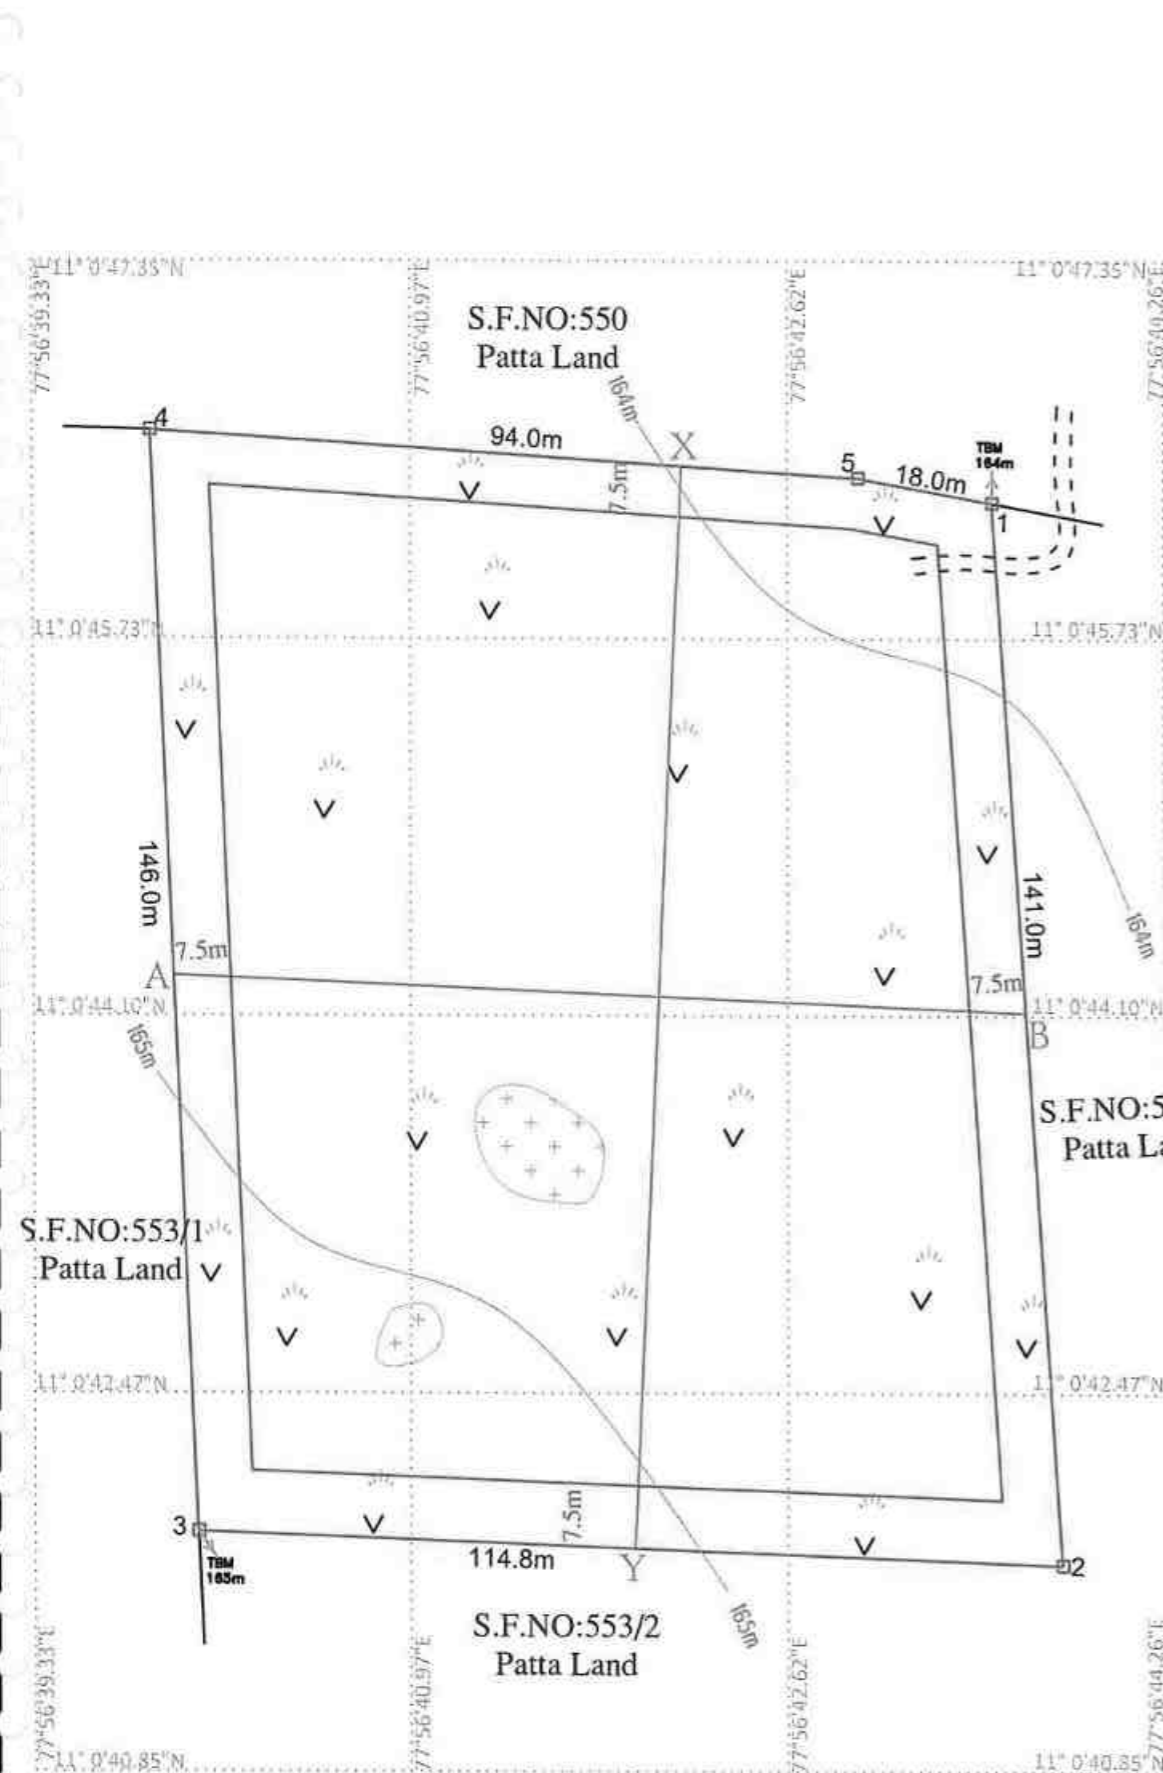 11° 0'47.35"N
11° 0'47.35"N
77°56'39.33"E
77°56'40.97"E
77°56'42.62"E
S.F.NO:550
Patta Land
164m
4
94.0m
X
5
18.0m
TBM
164m
1
7.5m
11° 0'45.73"N
11° 0'45.73"N
146.0m
141.0m
164m
7.5m
A
7.5m
11° 0'44.10"N
11° 0'44.10"N
B
165m
S.F.NO:5
Patta La
S.F.NO:553/1
Patta Land
11° 0'42.47"N
11° 0'42.47"N
7.5m
3
114.8m
Y
2
TBM
165m
165m
S.F.NO:553/2
Patta Land
77°56'39.33"E
77°56'40.97"E
77°56'42.62"E
77°56'44.26"E
11° 0'40.85"N
11° 0'40.85"N